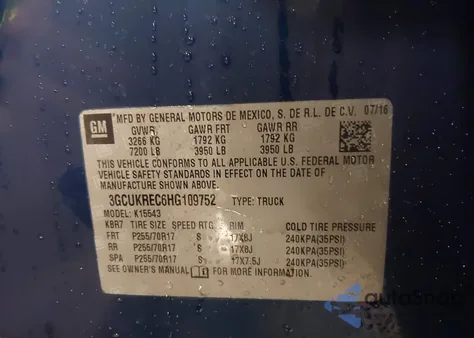 GM
MFD BY GENERAL MOTORS DE MEXICO, S. DE R.L. DE C.V. 07/16
GVWR GAWR FRT GAWR RR
3266 KG 1792 KG 1792 KG
7200 LB 3950 LB 3950 LB
THIS VEHICLE CONFORMS TO ALL APPLICABLE U.S. FEDERAL MOTOR
VEHICLE SAFETY STANDARDS IN EFFECT ON THE DATE OF
MANUFACTURE SHOWN ABOVE.
3GCUKREC6HG109752 TYPE: TRUCK
MODEL: K15543
KBR7 TIRE SIZE SPEED RTG RIM COLD TIRE PRESSURE
FRT P255/70R17 S 17X8J 240KPA(35PSI)
RR P255/70R17 S 17X8J 240KPA(35PSI)
SPA P255/70R17 S 17X7.5J 240KPA(35PSI)
SEE OWNER'S MANUAL FOR ADDITIONAL INFORMATION.